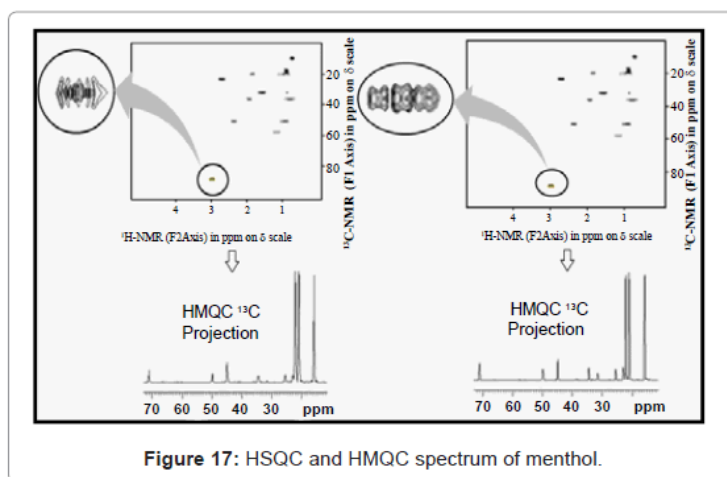 20
40
60
80
4 3 2 1
¹H-NMR (F2Axis) in ppm on δ scale
¹³C-NMR (F1 Axis) in ppm on δ scale
HMQC ¹³C
Projection
70 60 50 40 30 ppm
20
40
60
80
4 3 2 1
¹H-NMR (F2Axis) in ppm on δ scale
¹³C-NMR (F1 Axis) in ppm on δ scale
HMQC ¹³C
Projection
70 60 50 40 30 ppm
Figure 17: HSQC and HMQC spectrum of menthol.